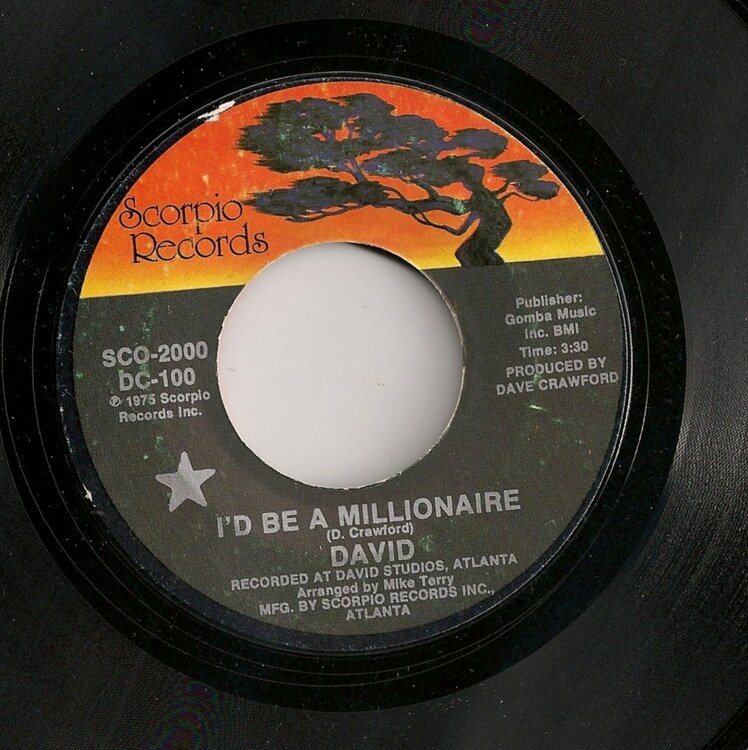 Scorpio
Records
SCO-2000
DC-100
℗ 1975 Scorpio
Records Inc.
Publisher:
Gomba Music
Inc. BMI
Time: 3:30
PRODUCED BY
DAVE CRAWFORD
I'D BE A MILLIONAIRE
(D. Crawford)
DAVID
RECORDED AT DAVID STUDIOS, ATLANTA
Arranged by Mike Terry
MFG. BY SCORPIO RECORDS INC.,
ATLANTA